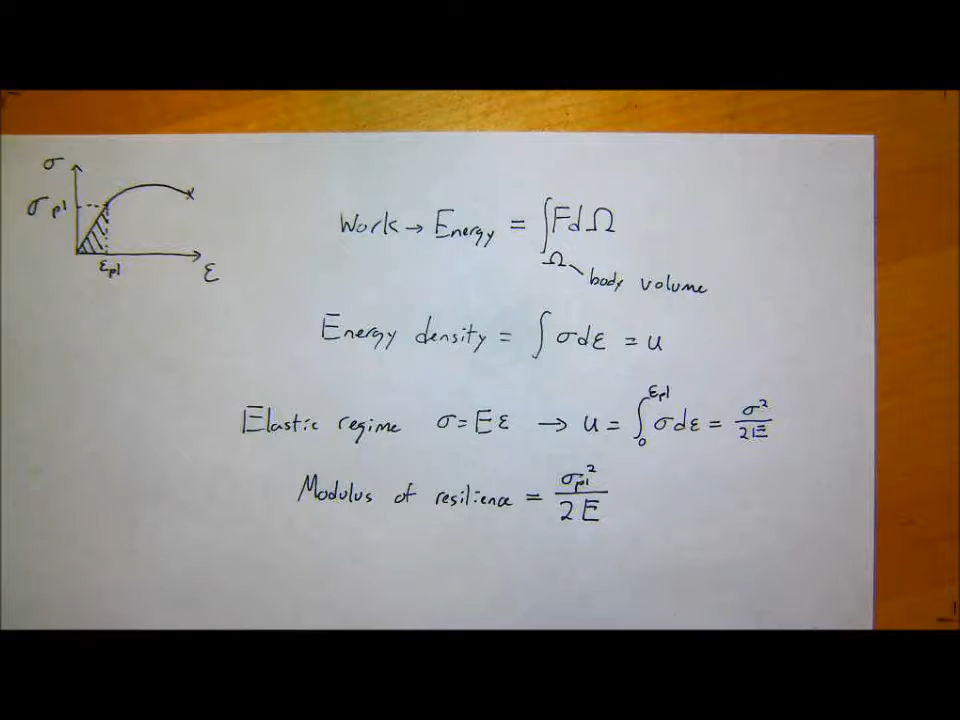 σ
σpl
εpl
ε
Work → Energy = ∫Ω F dΩ
body volume
Energy density = ∫ σdε = u
Elastic regime σ = Eε → u = ∫₀^εpl σdε = σ²/2E
Modulus of resilience = σpl²/2E